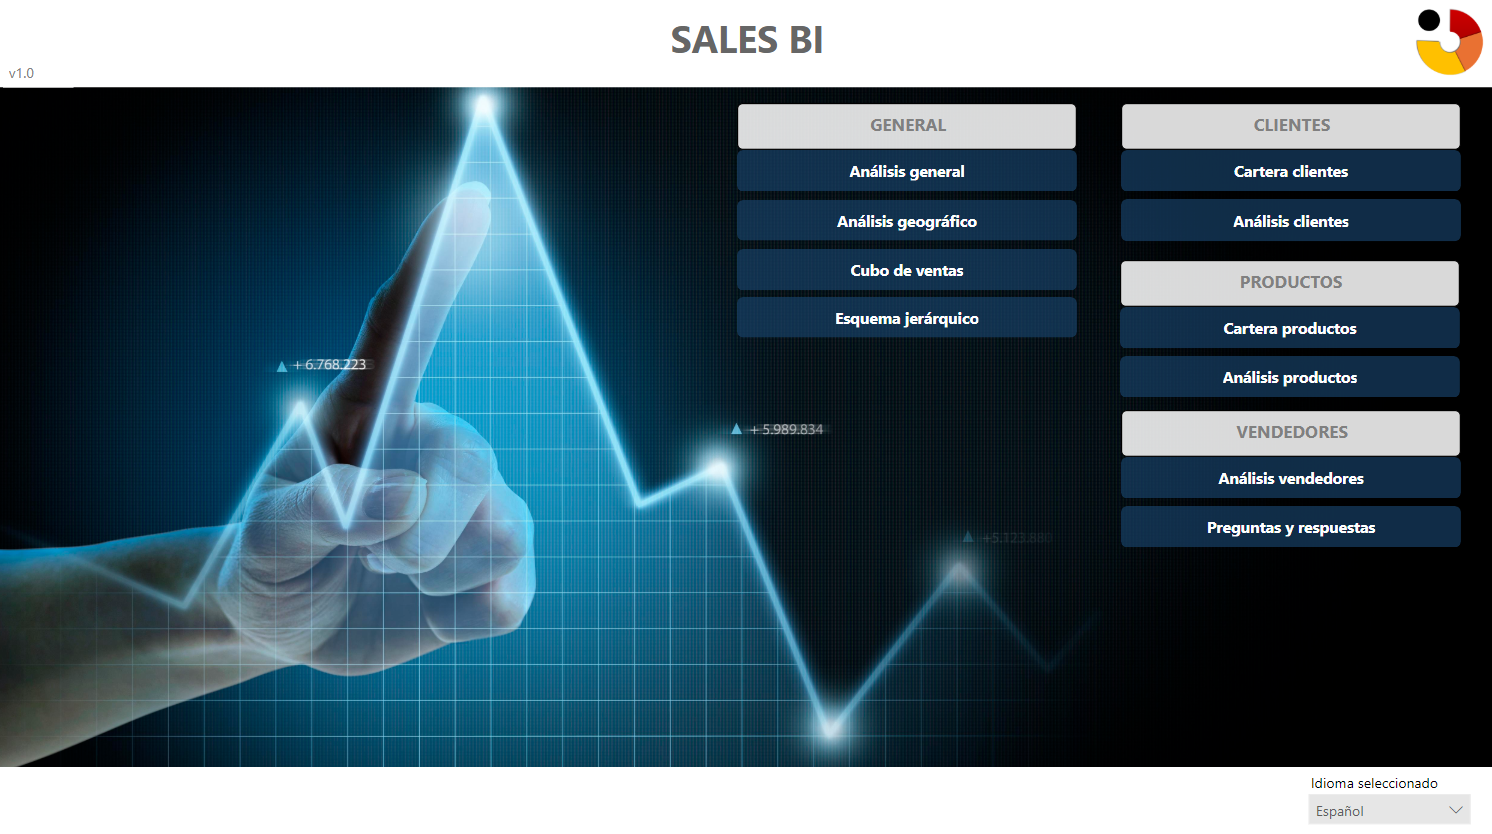 SALES BI
v1.0
GENERAL
Análisis general
Análisis geográfico
Cubo de ventas
Esquema jerárquico
CLIENTES
Cartera clientes
Análisis clientes
PRODUCTOS
Cartera productos
Análisis productos
VENDEDORES
Análisis vendedores
Preguntas y respuestas
▲ + 6.768.223
▲ + 5.989.834
▲ +5.123.880
Idioma seleccionado
Español